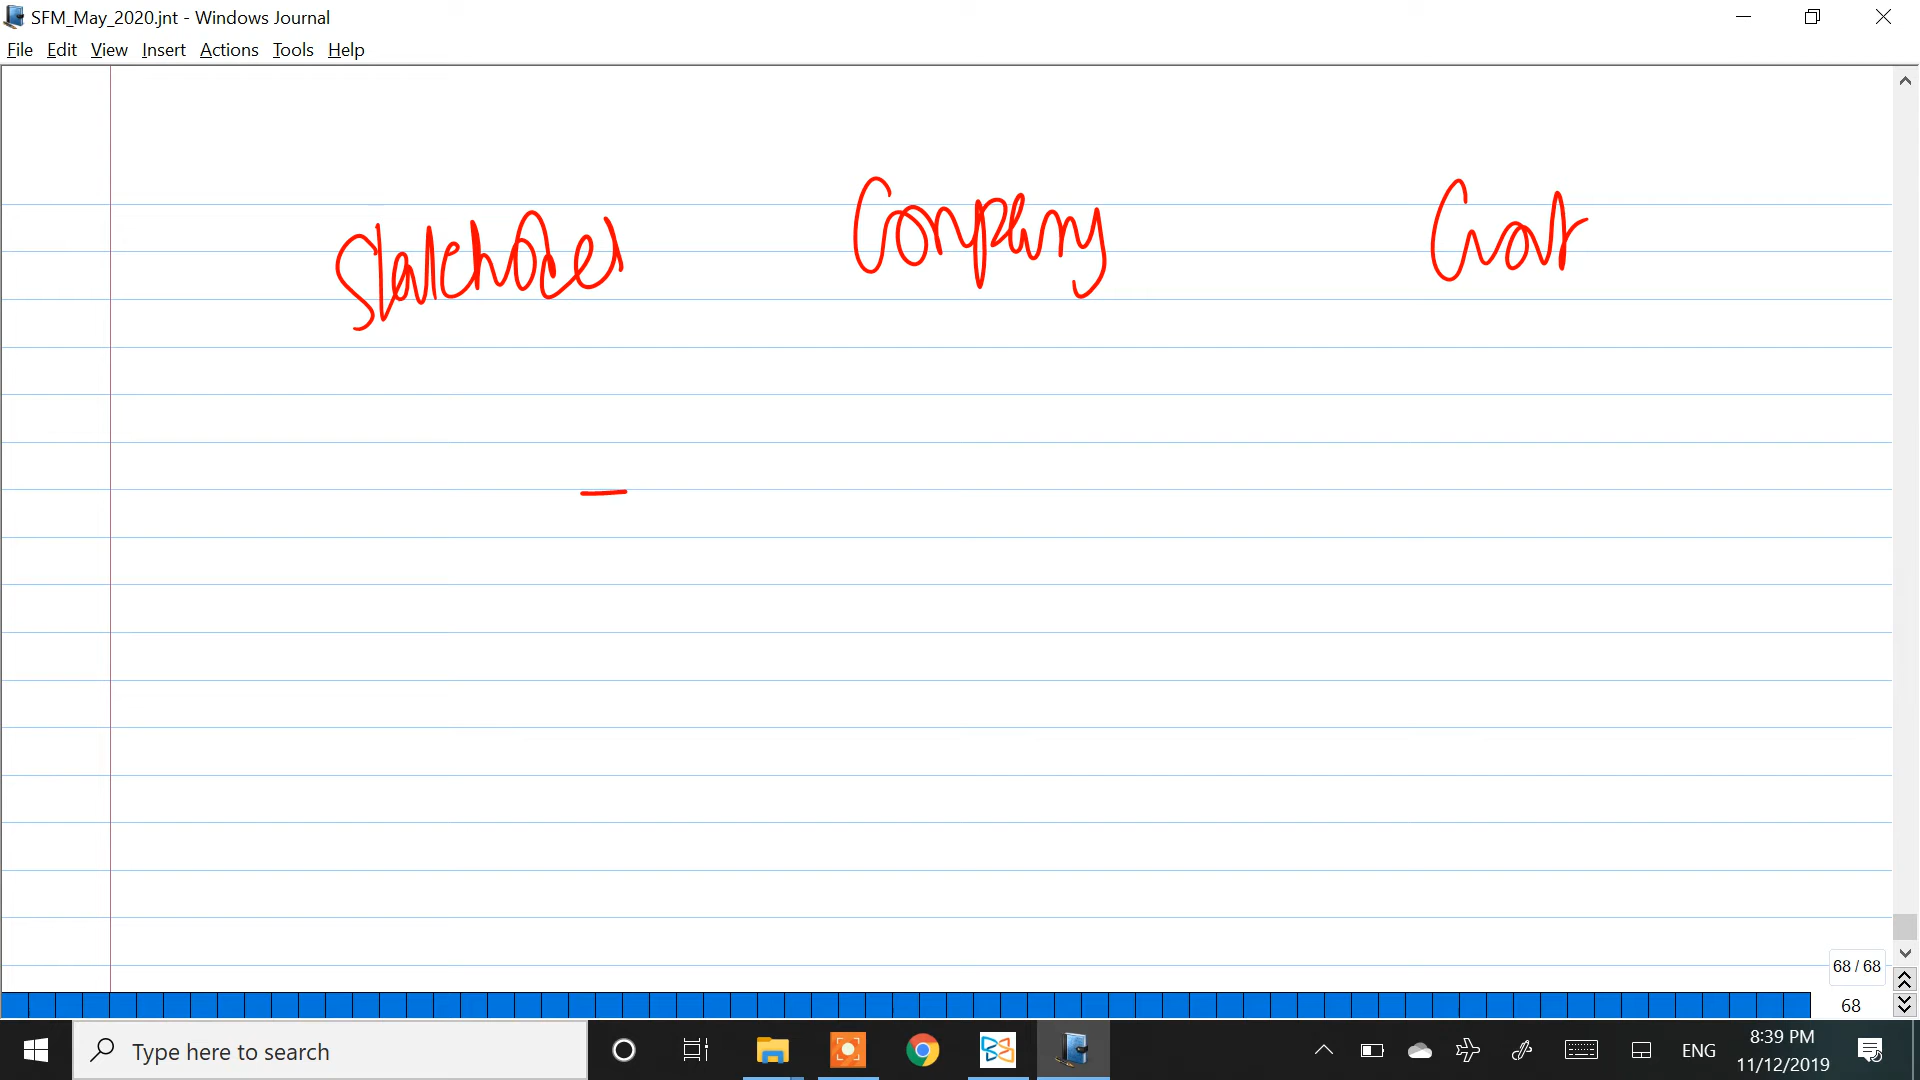 SFM_May_2020.jnt - Windows Journal
File Edit View Insert Actions Tools Help
Stakeholder Company Govt
68 / 68
68
Type here to search
ENG
8:39 PM
11/12/2019